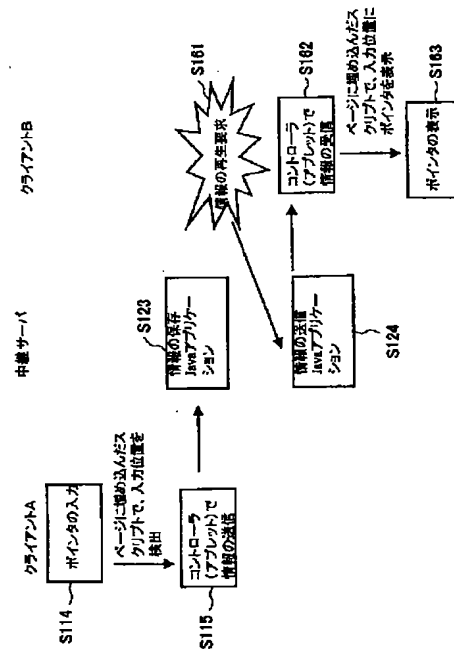 クライアントA
中継サーバ
クライアントB
S114
ポインタの入力
ページに埋め込んだス
クリプトで、入力位置を
検出
S115
コントローラ
(アプレット)で
情報の送信
S123
情報の保存
Javaアプリケー
ション
S161
情報の再生要求
情報の送信
Javaアプリケー
ション
S124
コントローラ
(アプレット)で
情報の受信
S162
ページに埋め込んだス
クリプトで、入力位置に
ポインタを表示
ポインタの表示
S163